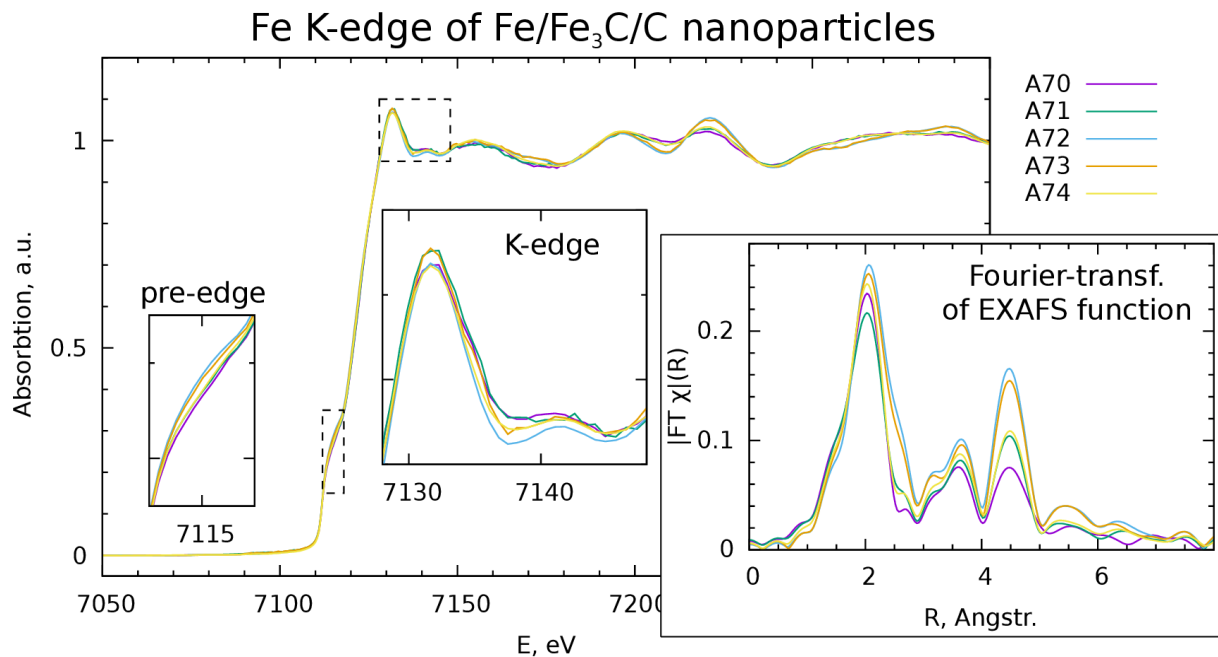 Fe K-edge of Fe/Fe₃C/C nanoparticles
A70
A71
A72
A73
A74
1
0.5
0
Absorbtion, a.u.
7050
7100
7150
720
E, eV
pre-edge
7115
K-edge
7130
7140
Fourier-transf.
of EXAFS function
|FT χ|(R)
0.2
0.1
0
0
2
4
6
R, Angstr.